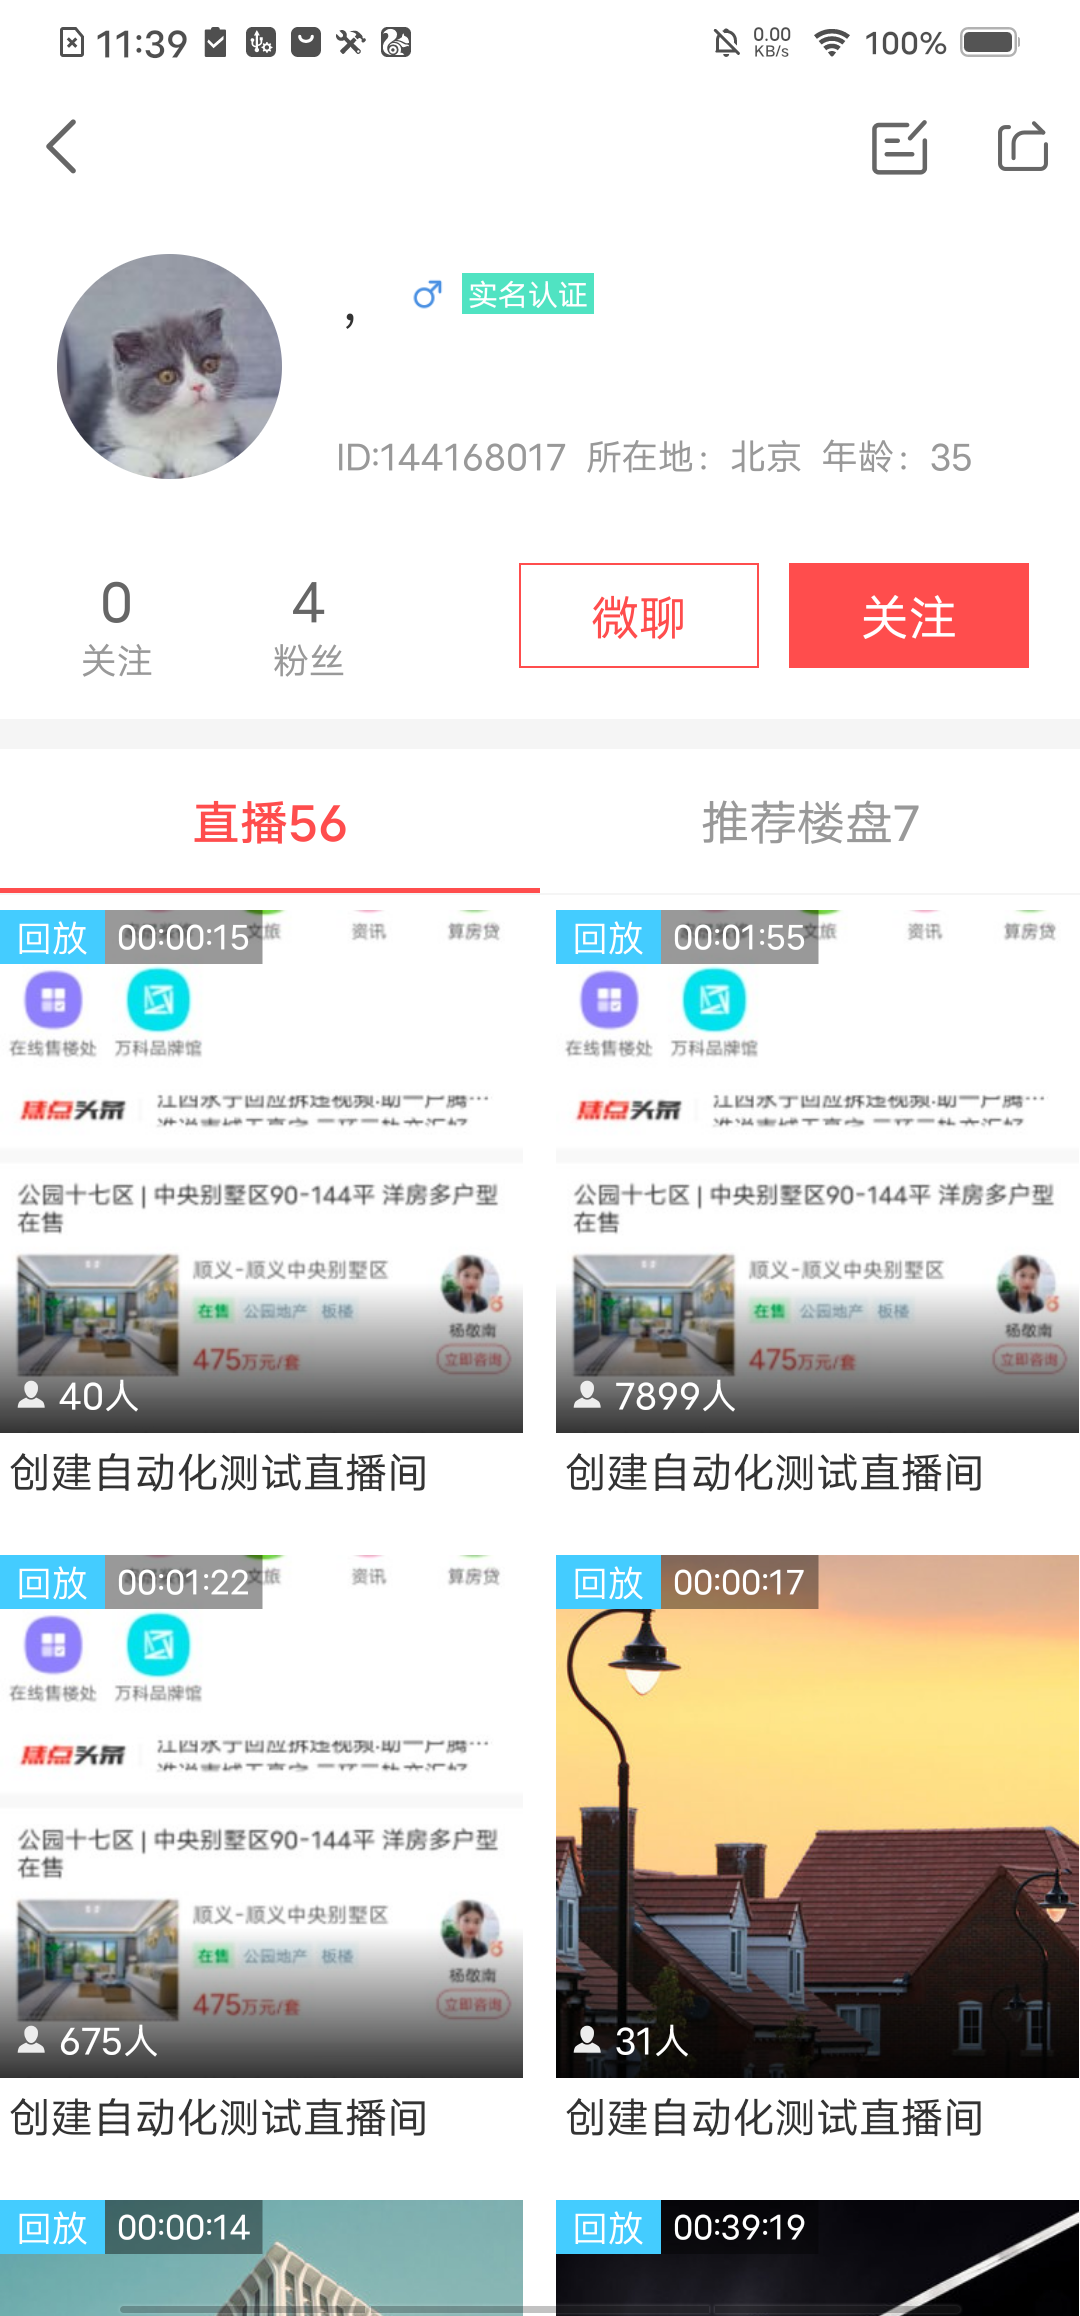 11:39
0.00
KB/s
100%
，
实名认证
ID:144168017 所在地：北京 年龄：35
0
关注
4
粉丝
微聊
关注
直播56
推荐楼盘7
回放 00:00:15
文旅 资讯 算房贷
在线售楼处 万科品牌馆
焦点头条
公园十七区 | 中央别墅区90-144平 洋房多户型
在售
顺义-顺义中央别墅区
在售 公园地产 板楼
杨敬南
475万元/套
立即咨询
40人
创建自动化测试直播间
回放 00:01:55
文旅 资讯 算房贷
在线售楼处 万科品牌馆
焦点头条
公园十七区 | 中央别墅区90-144平 洋房多户型
在售
顺义-顺义中央别墅区
在售 公园地产 板楼
杨敬南
475万元/套
立即咨询
7899人
创建自动化测试直播间
回放 00:01:22
文旅 资讯 算房贷
在线售楼处 万科品牌馆
焦点头条
公园十七区 | 中央别墅区90-144平 洋房多户型
在售
顺义-顺义中央别墅区
在售 公园地产 板楼
杨敬南
475万元/套
立即咨询
675人
创建自动化测试直播间
回放 00:00:17
31人
创建自动化测试直播间
回放 00:00:14
回放 00:39:19